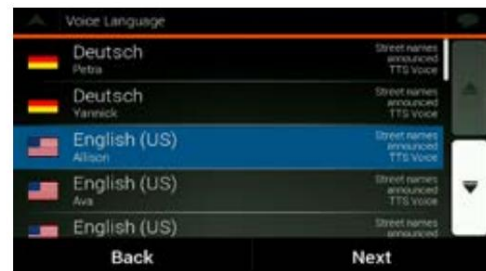 Voice Language
Deutsch
Petra
Street names
announced
TTS Voice
Deutsch
Yannick
Street names
announced
TTS Voice
English (US)
Allison
Street names
announced
TTS Voice
English (US)
Ava
Street names
announced
TTS Voice
English (US)
Street names
announced
Back
Next